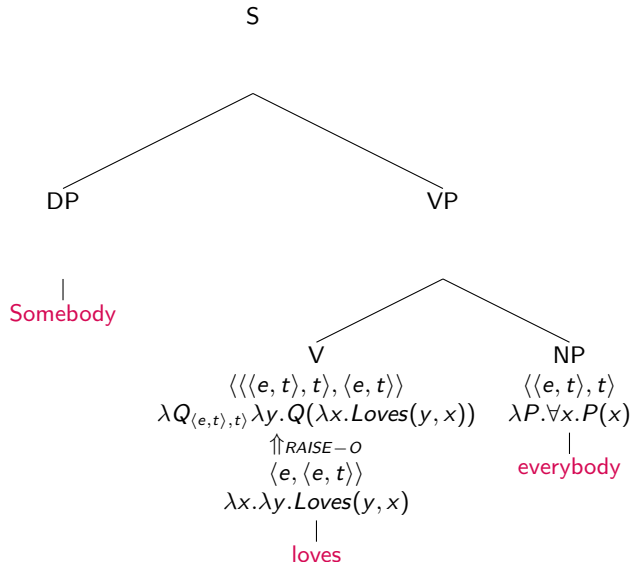 S
DP VP
Somebody
V NP
⟨⟨⟨e, t⟩, t⟩, ⟨e, t⟩⟩ ⟨⟨e, t⟩, t⟩
λQ⟨⟨e,t⟩,t⟩λy.Q(λx.Loves(y, x)) λP.∀x.P(x)
⇑RAISE−O
everybody
⟨e, ⟨e, t⟩⟩
λx.λy.Loves(y, x)
loves